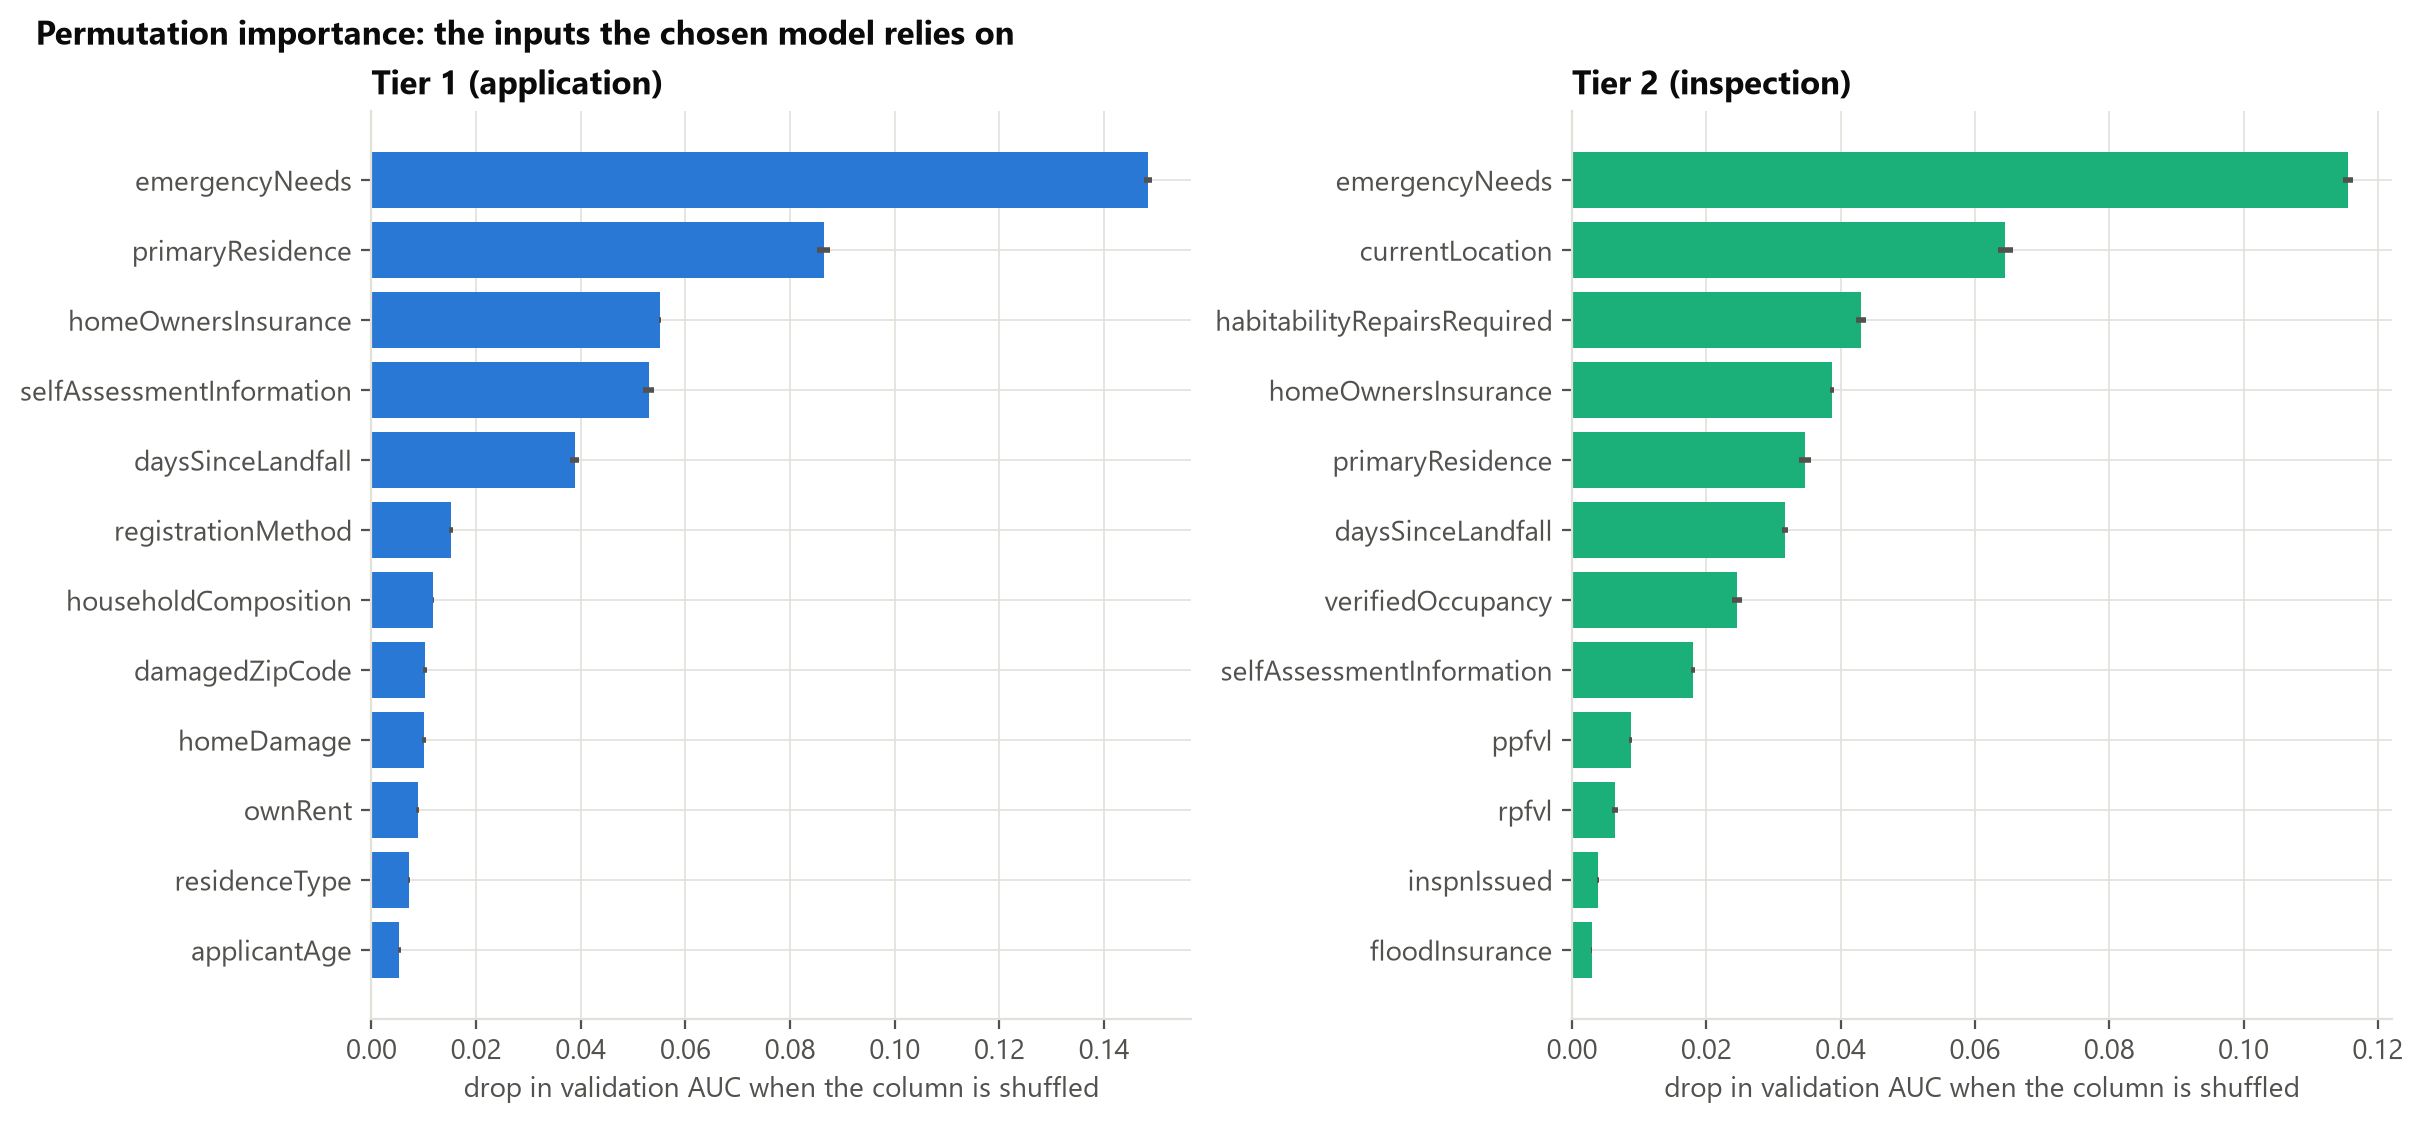 Permutation importance: the inputs the chosen model relies on
Tier 1 (application)
emergencyNeeds
primaryResidence
homeOwnersInsurance
selfAssessmentInformation
daysSinceLandfall
registrationMethod
householdComposition
damagedZipCode
homeDamage
ownRent
residenceType
applicantAge
0.00 0.02 0.04 0.06 0.08 0.10 0.12 0.14
drop in validation AUC when the column is shuffled
Tier 2 (inspection)
emergencyNeeds
currentLocation
habitabilityRepairsRequired
homeOwnersInsurance
primaryResidence
daysSinceLandfall
verifiedOccupancy
selfAssessmentInformation
ppfvl
rpfvl
inspnIssued
floodInsurance
0.00 0.02 0.04 0.06 0.08 0.10 0.12
drop in validation AUC when the column is shuffled